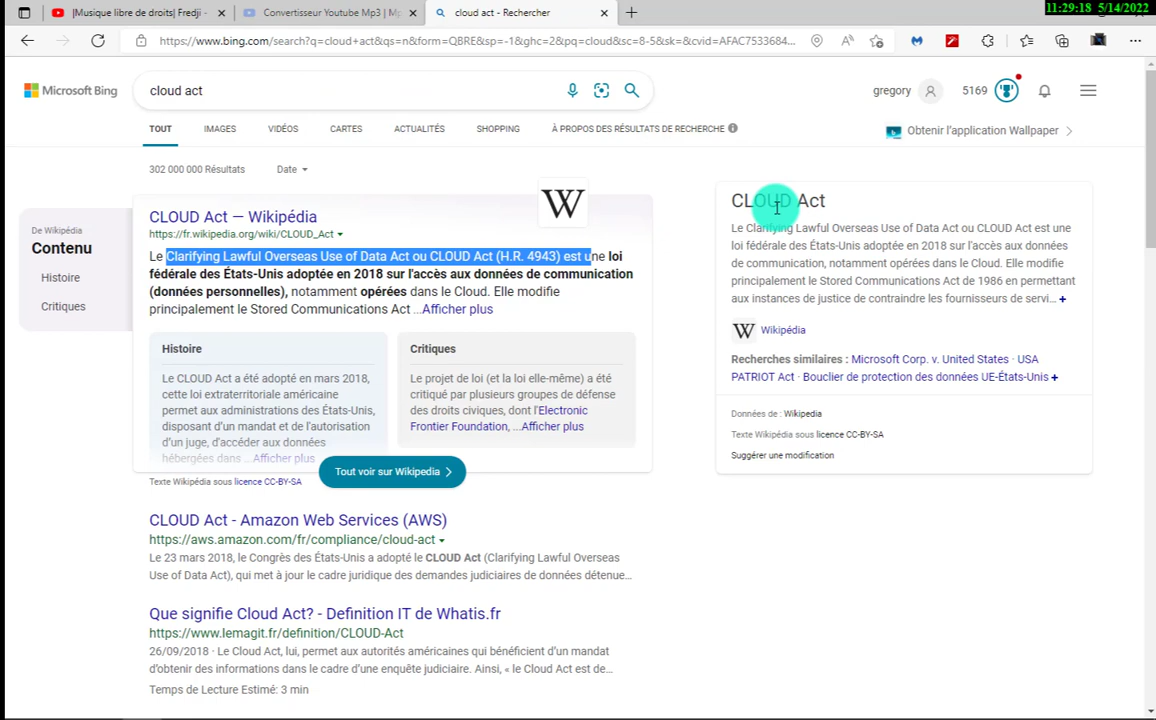 |Musique libre de droits| Fredji -
Convertisseur Youtube Mp3 | Mp
cloud act - Rechercher
11:29:18 5/14/2022
https://www.bing.com/search?q=cloud+act&qs=n&form=QBRE&sp=-1&ghc=2&pq=cloud&sc=8-5&sk=&cvid=AFAC7533684...
Microsoft Bing
cloud act
gregory
5169
TOUT
IMAGES
VIDÉOS
CARTES
ACTUALITÉS
SHOPPING
À PROPOS DES RÉSULTATS DE RECHERCHE
Obtenir l'application Wallpaper
302 000 000 Résultats
Date
De Wikipédia
Contenu
Histoire
Critiques
CLOUD Act — Wikipédia
https://fr.wikipedia.org/wiki/CLOUD_Act
W
Le Clarifying Lawful Overseas Use of Data Act ou CLOUD Act (H.R. 4943) est une loi
fédérale des États-Unis adoptée en 2018 sur l'accès aux données de communication
(données personnelles), notamment opérées dans le Cloud. Elle modifie
principalement le Stored Communications Act ...Afficher plus
Histoire
Le CLOUD Act a été adopté en mars 2018,
cette loi extraterritoriale américaine
permet aux administrations des États-Unis,
disposant d'un mandat et de l'autorisation
d'un juge, d'accéder aux données
hébergées dans ...Afficher plus
Critiques
Le projet de loi (et la loi elle-même) a été
critiqué par plusieurs groupes de défense
des droits civiques, dont l'Electronic
Frontier Foundation, ...Afficher plus
Tout voir sur Wikipedia
Texte Wikipédia sous licence CC-BY-SA
CLOUD Act - Amazon Web Services (AWS)
https://aws.amazon.com/fr/compliance/cloud-act
Le 23 mars 2018, le Congrès des États-Unis a adopté le CLOUD Act (Clarifying Lawful Overseas
Use of Data Act), qui met à jour le cadre juridique des demandes judiciaires de données détenue...
Que signifie Cloud Act? - Definition IT de Whatis.fr
https://www.lemagit.fr/definition/CLOUD-Act
26/09/2018 · Le Cloud Act, lui, permet aux autorités américaines qui bénéficient d'un mandat
d'obtenir des informations dans le cadre d'une enquête judiciaire. Ainsi, « le Cloud Act est de...
Temps de Lecture Estimé: 3 min
CLOUD Act
Le Clarifying Lawful Overseas Use of Data Act ou CLOUD Act est une
loi fédérale des États-Unis adoptée en 2018 sur l'accès aux données
de communication, notamment opérées dans le Cloud. Elle modifie
principalement le Stored Communications Act de 1986 en permettant
aux instances de justice de contraindre les fournisseurs de servi... +
W Wikipédia
Recherches similaires : Microsoft Corp. v. United States · USA
PATRIOT Act · Bouclier de protection des données UE-États-Unis +
Données de : Wikipedia
Texte Wikipédia sous licence CC-BY-SA
Suggérer une modification